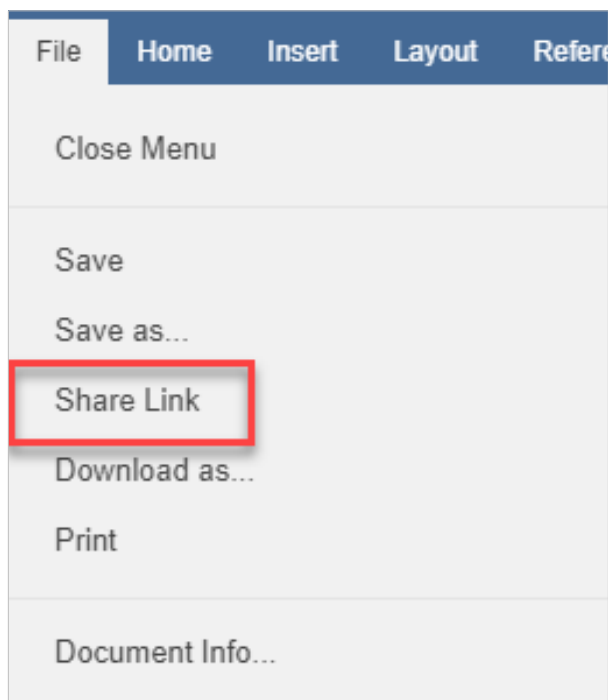 File Home Insert Layout Refere
Close Menu
Save
Save as...
Share Link
Download as...
Print
Document Info...